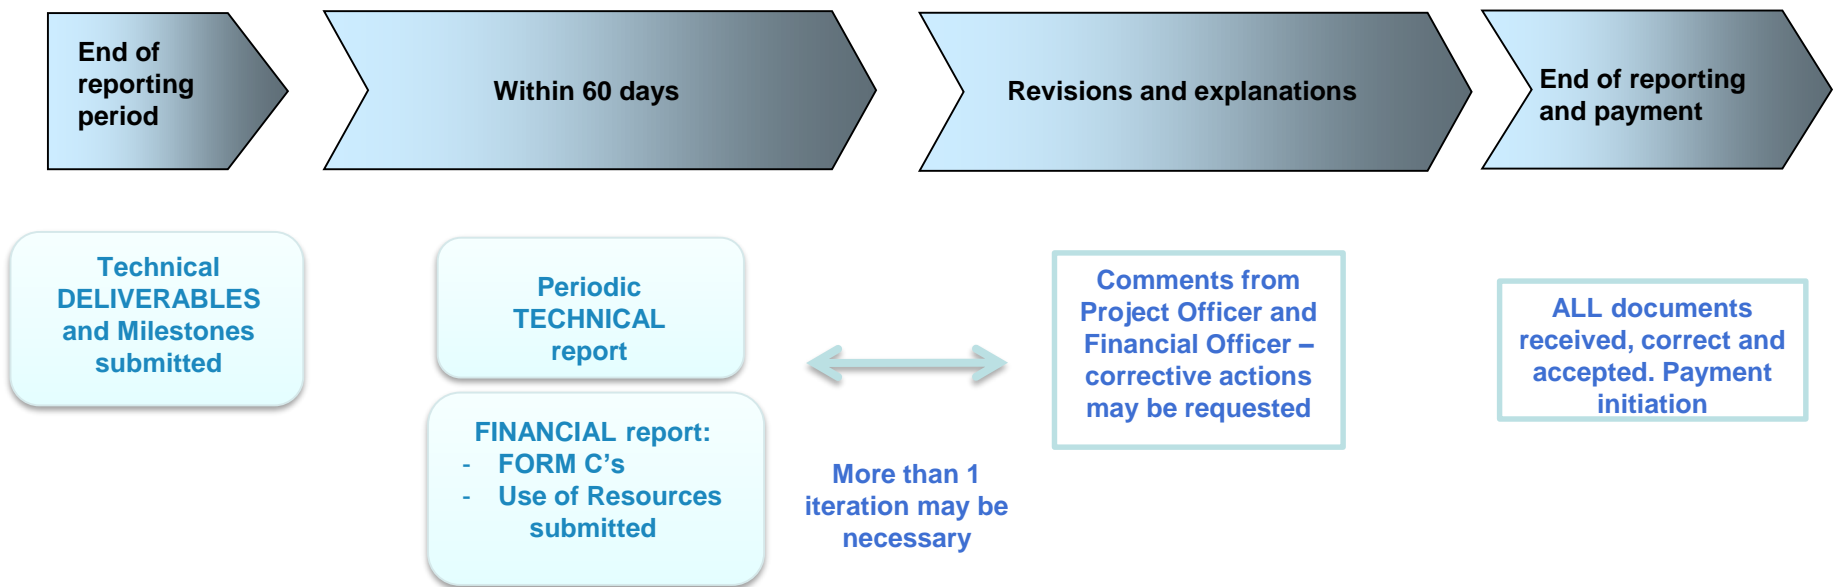 End of
reporting
period
Within 60 days
Revisions and explanations
End of reporting
and payment
Technical
DELIVERABLES
and Milestones
submitted
Periodic
TECHNICAL
report
FINANCIAL report:
- FORM C’s
- Use of Resources
submitted
More than 1
iteration may be
necessary
Comments from
Project Officer and
Financial Officer –
corrective actions
may be requested
ALL documents
received, correct and
accepted. Payment
initiation